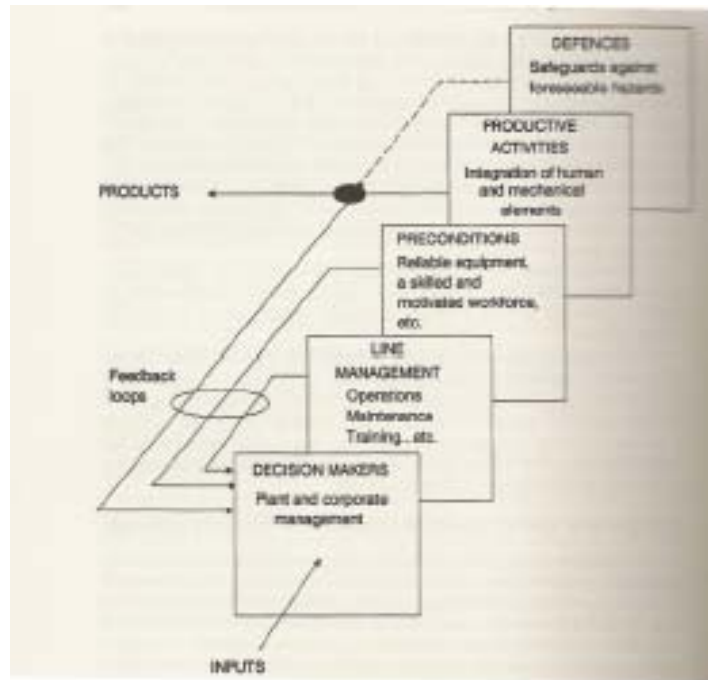 DEFENCES
Safeguards against
foreseeable hazards
PRODUCTIVE
ACTIVITIES
Integration of human
and mechanical
elements
PRODUCTS
PRECONDITIONS
Reliable equipment,
a skilled and
motivated workforce,
etc.
LINE
MANAGEMENT
Operations
Maintenance
Training...etc.
Feedback
loops
DECISION MAKERS
Plant and corporate
management
INPUTS